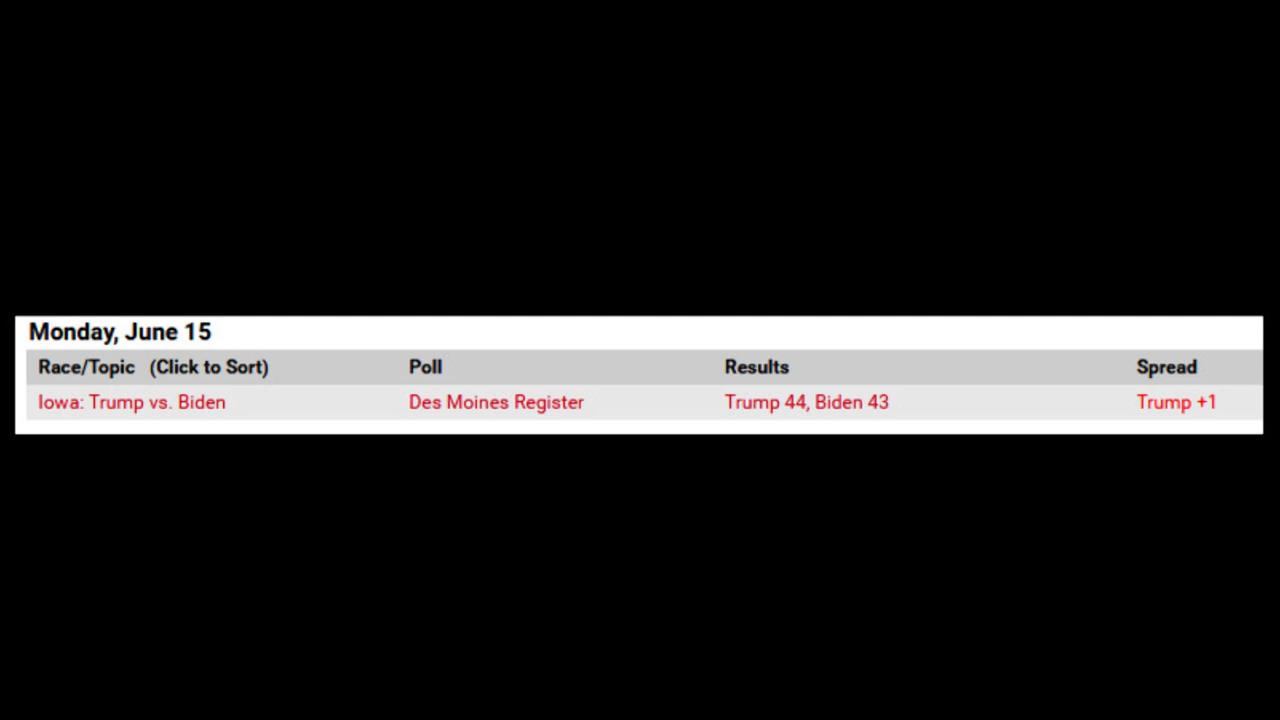 Monday, June 15
Race/Topic (Click to Sort) Poll Results Spread
Iowa: Trump vs. Biden Des Moines Register Trump 44, Biden 43 Trump +1